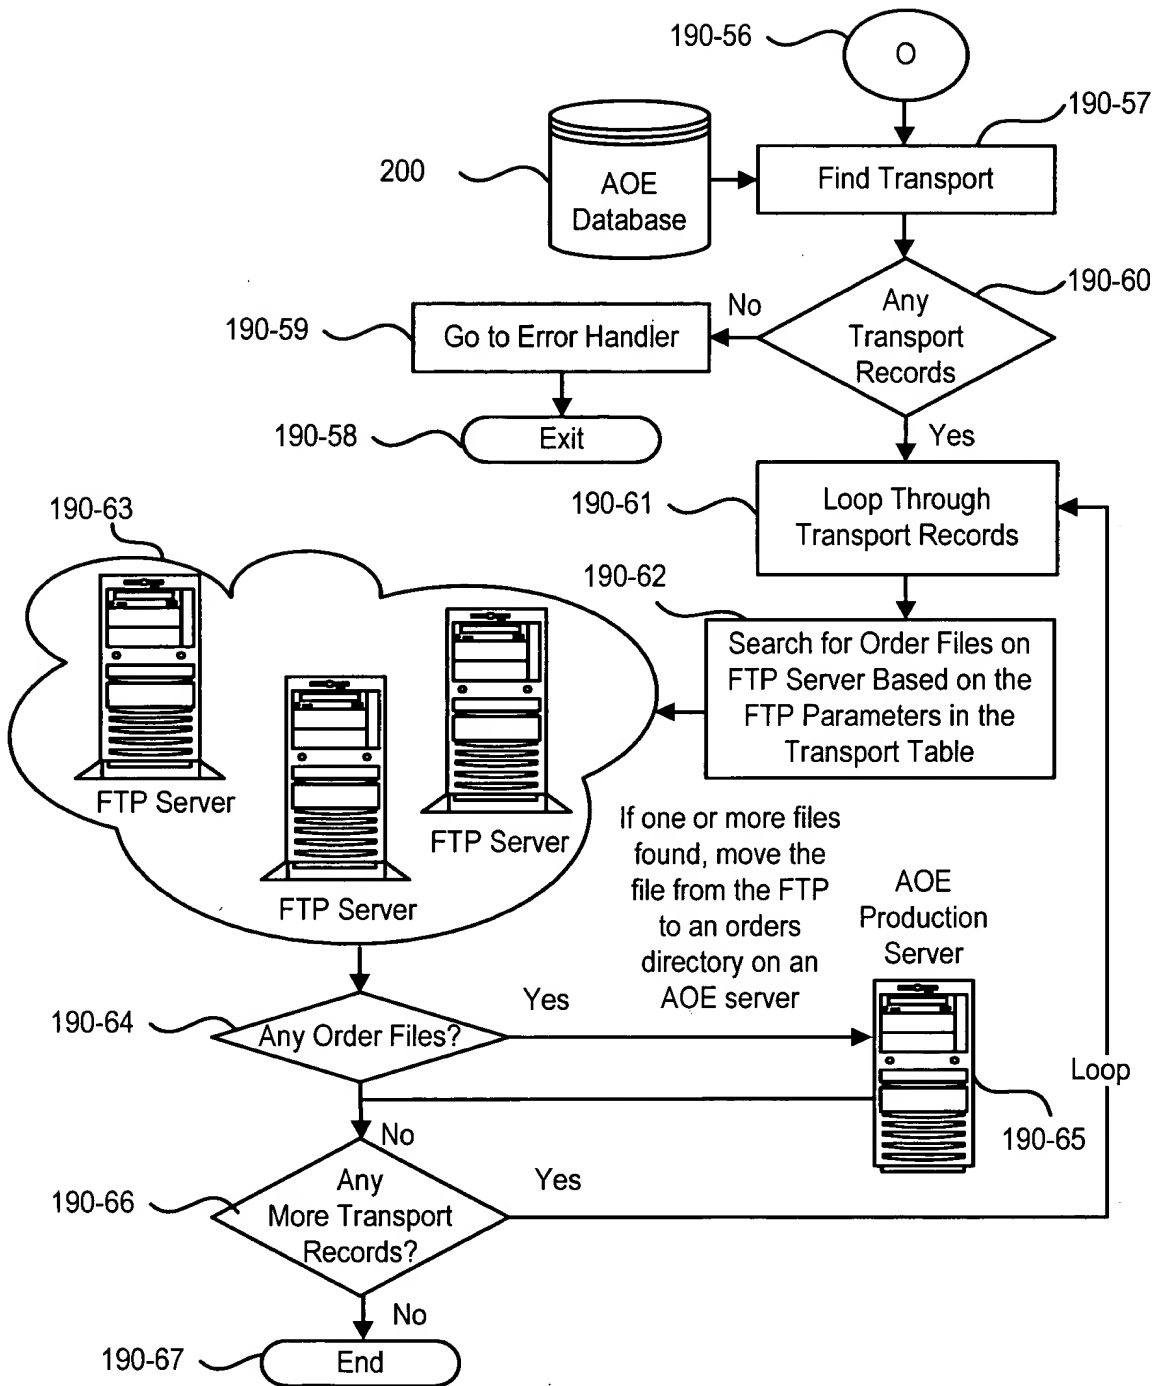 190-56
O
190-57
200
AOE
Database
Find Transport
190-60
No
Any
Transport
Records
190-59
Go to Error Handler
190-58
Exit
Yes
190-63
190-61
Loop Through
Transport Records
190-62
Search for Order Files on
FTP Server Based on the
FTP Parameters in the
Transport Table
FTP Server
FTP Server
FTP Server
If one or more files
found, move the
file from the FTP
to an orders
directory on an
AOE server
AOE
Production
Server
190-64
Any Order Files?
Yes
Loop
190-65
No
190-66
Any
More Transport
Records?
Yes
No
190-67
End